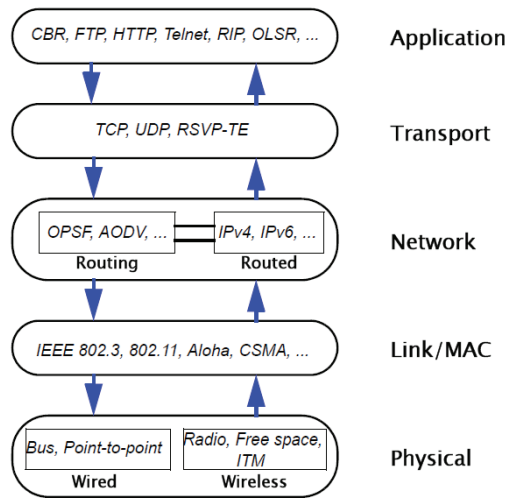 CBR, FTP, HTTP, Telnet, RIP, OLSR, ...
Application
TCP, UDP, RSVP-TE
Transport
OPSF, AODV, ...
IPv4, IPv6, ...
Routing
Routed
Network
IEEE 802.3, 802.11, Aloha, CSMA, ...
Link/MAC
Bus, Point-to-point
Wired
Radio, Free space,
ITM
Wireless
Physical